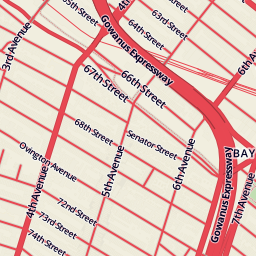 65th Street
4th
63rd Street
64th Street
3rd Avenue
Gowanus Expressway
6th A
67th Street
66th Street
68th Street
Senator Street
Ovington Avenue
5th Avenue
6th Avenue
BAY
4th Avenue
Gowanus Expressway
7th Avenue
72nd Street
73rd Street
74th Street